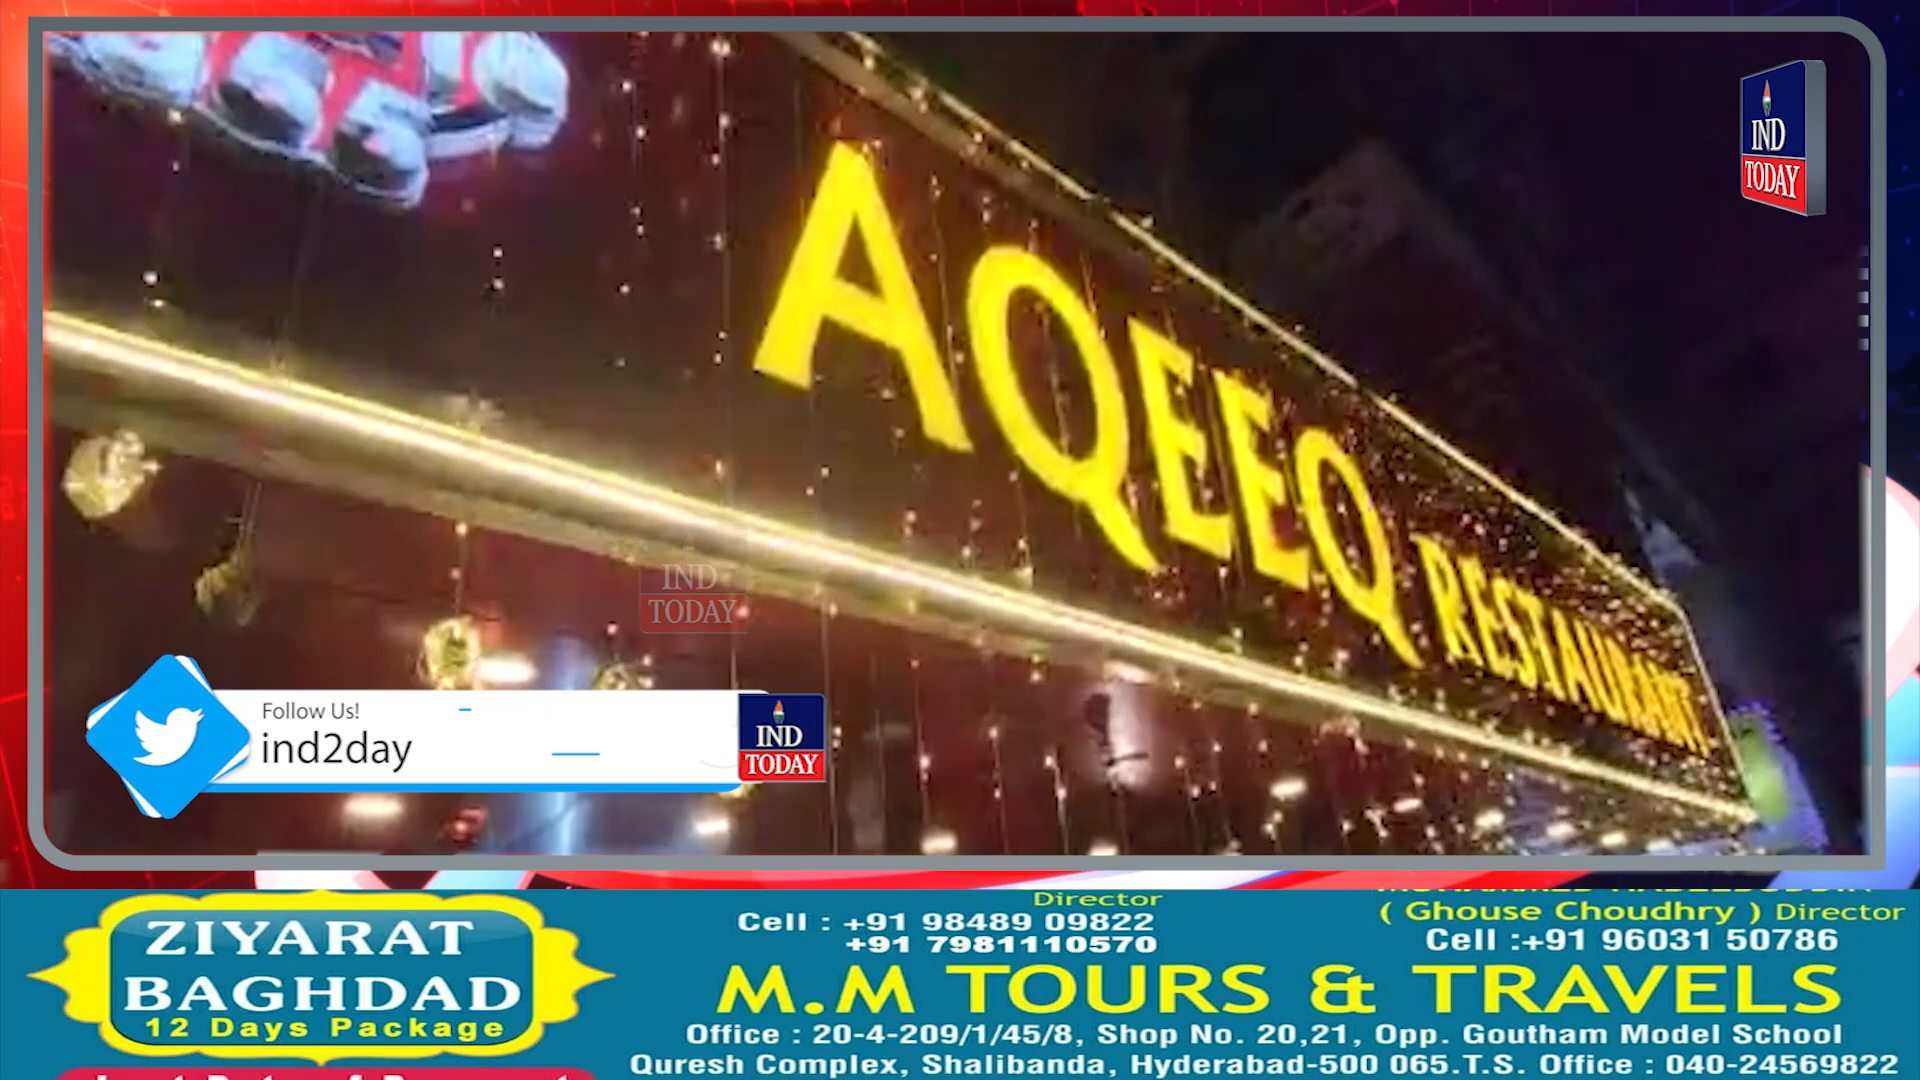 IND
TODAY
AQEEQ RESTAURANT
IND
TODAY
Follow Us!
ind2day
IND
TODAY
ZIYARAT
BAGHDAD
12 Days Package
Director
Cell : +91 98489 09822
+91 7981110570
( Ghouse Choudhry ) Director
Cell :+91 96031 50786
M.M TOURS & TRAVELS
Office : 20-4-209/1/45/8, Shop No. 20,21, Opp. Goutham Model School
Quresh Complex, Shalibanda, Hyderabad-500 065.T.S. Office : 040-24569822